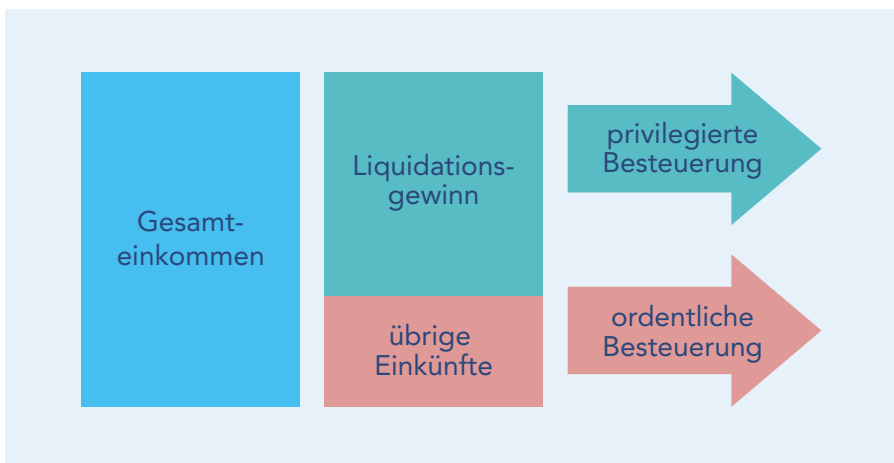 Gesamt-
einkommen
Liquidations-
gewinn
übrige
Einkünfte
privilegierte
Besteuerung
ordentliche
Besteuerung